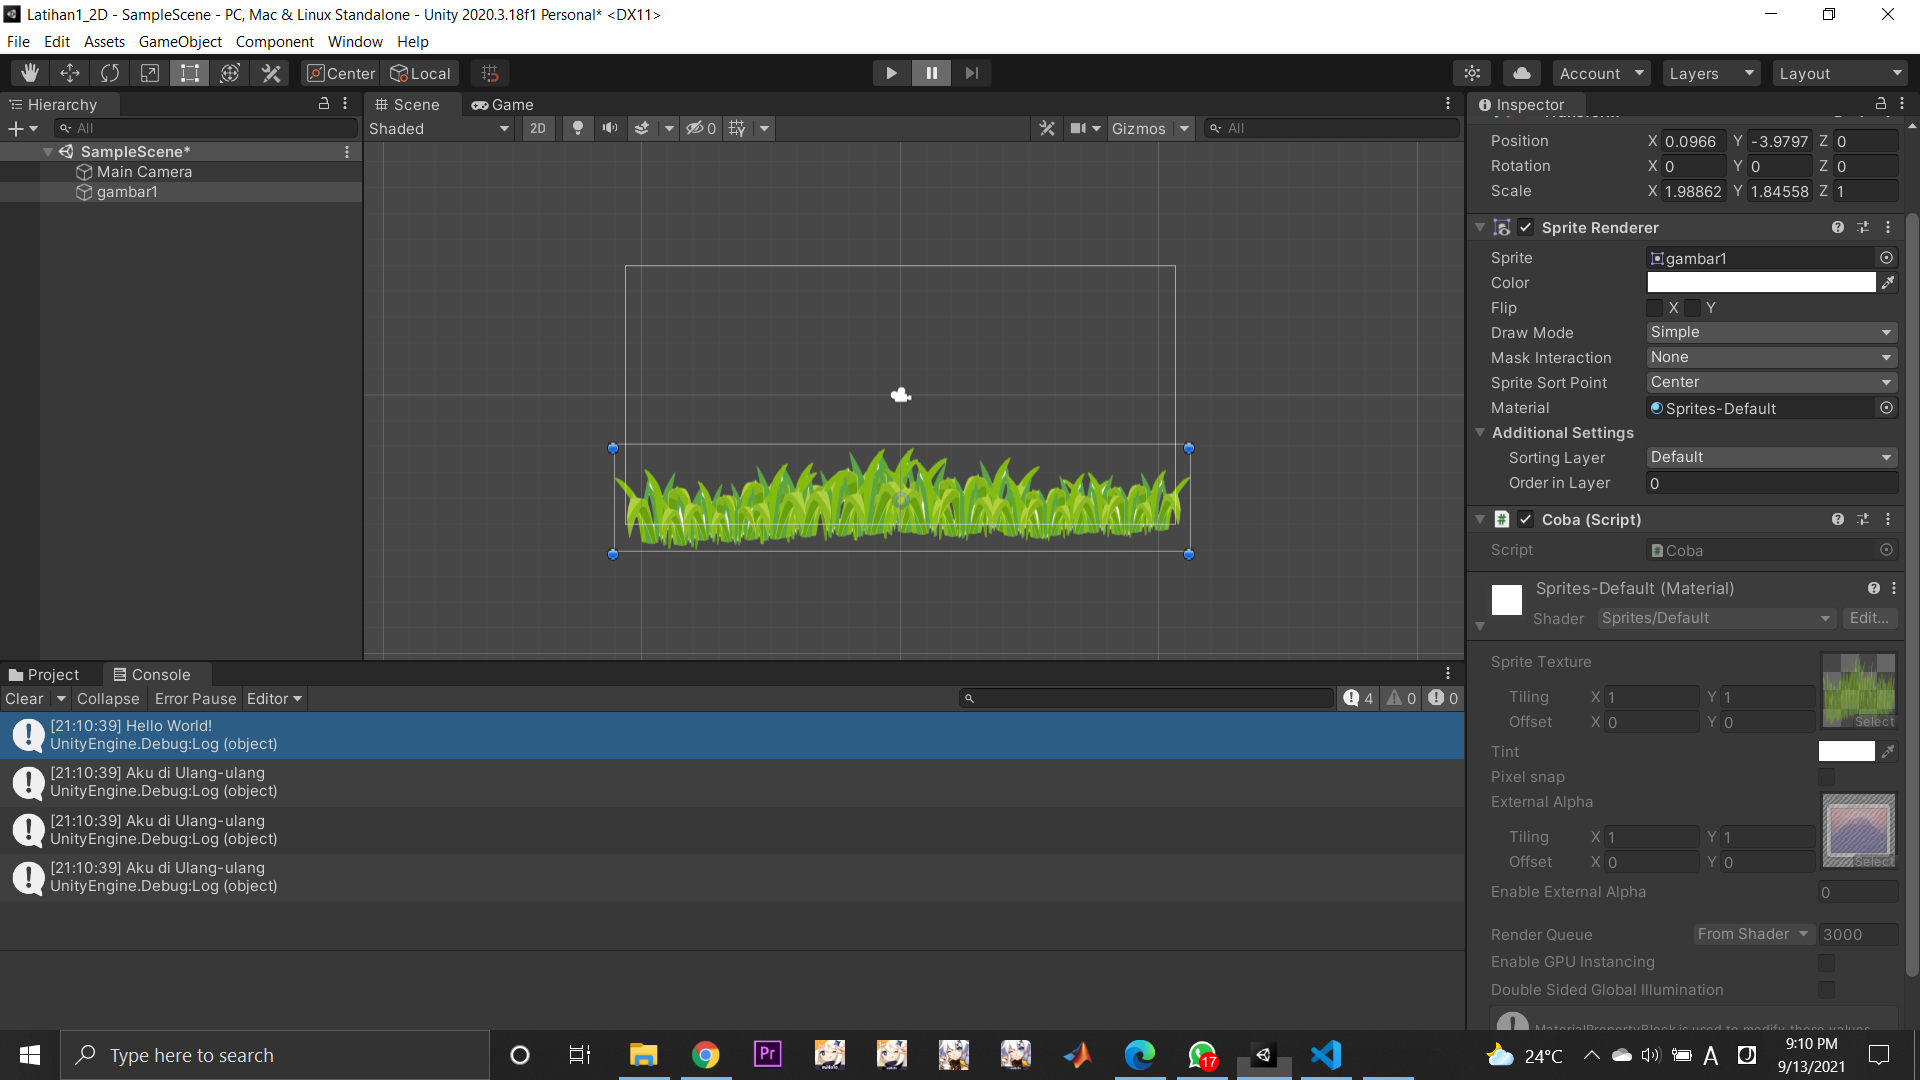 Latihan1_2D - SampleScene - PC, Mac & Linux Standalone - Unity 2020.3.18f1 Personal* <DX11>
File Edit Assets GameObject Component Window Help
Center Local Account Layers Layout
Hierarchy
All
SampleScene*
Main Camera
gambar1
Scene Game
Shaded 2D 0 Gizmos All
Inspector
Position X 0.0966 Y -3.9797 Z 0
Rotation X 0 Y 0 Z 0
Scale X 1.98862 Y 1.84558 Z 1
Sprite Renderer
Sprite gambar1
Color
Flip X Y
Draw Mode Simple
Mask Interaction None
Sprite Sort Point Center
Material Sprites-Default
Additional Settings
Sorting Layer Default
Order in Layer 0
Coba (Script)
Script Coba
Sprites-Default (Material)
Shader Sprites/Default Edit...
Sprite Texture
Tiling X 1 Y 1
Offset X 0 Y 0
Select
Tint
Pixel snap
External Alpha
Tiling X 1 Y 1
Offset X 0 Y 0
Select
Enable External Alpha 0
Render Queue From Shader 3000
Enable GPU Instancing
Double Sided Global Illumination
MaterialPropertyBlock is used to modify these values
Project Console
Clear Collapse Error Pause Editor 4 0 0
[21:10:39] Hello World!
UnityEngine.Debug:Log (object)
[21:10:39] Aku di Ulang-ulang
UnityEngine.Debug:Log (object)
[21:10:39] Aku di Ulang-ulang
UnityEngine.Debug:Log (object)
[21:10:39] Aku di Ulang-ulang
UnityEngine.Debug:Log (object)
Type here to search
Pr
17
24°C
A
9:10 PM
9/13/2021